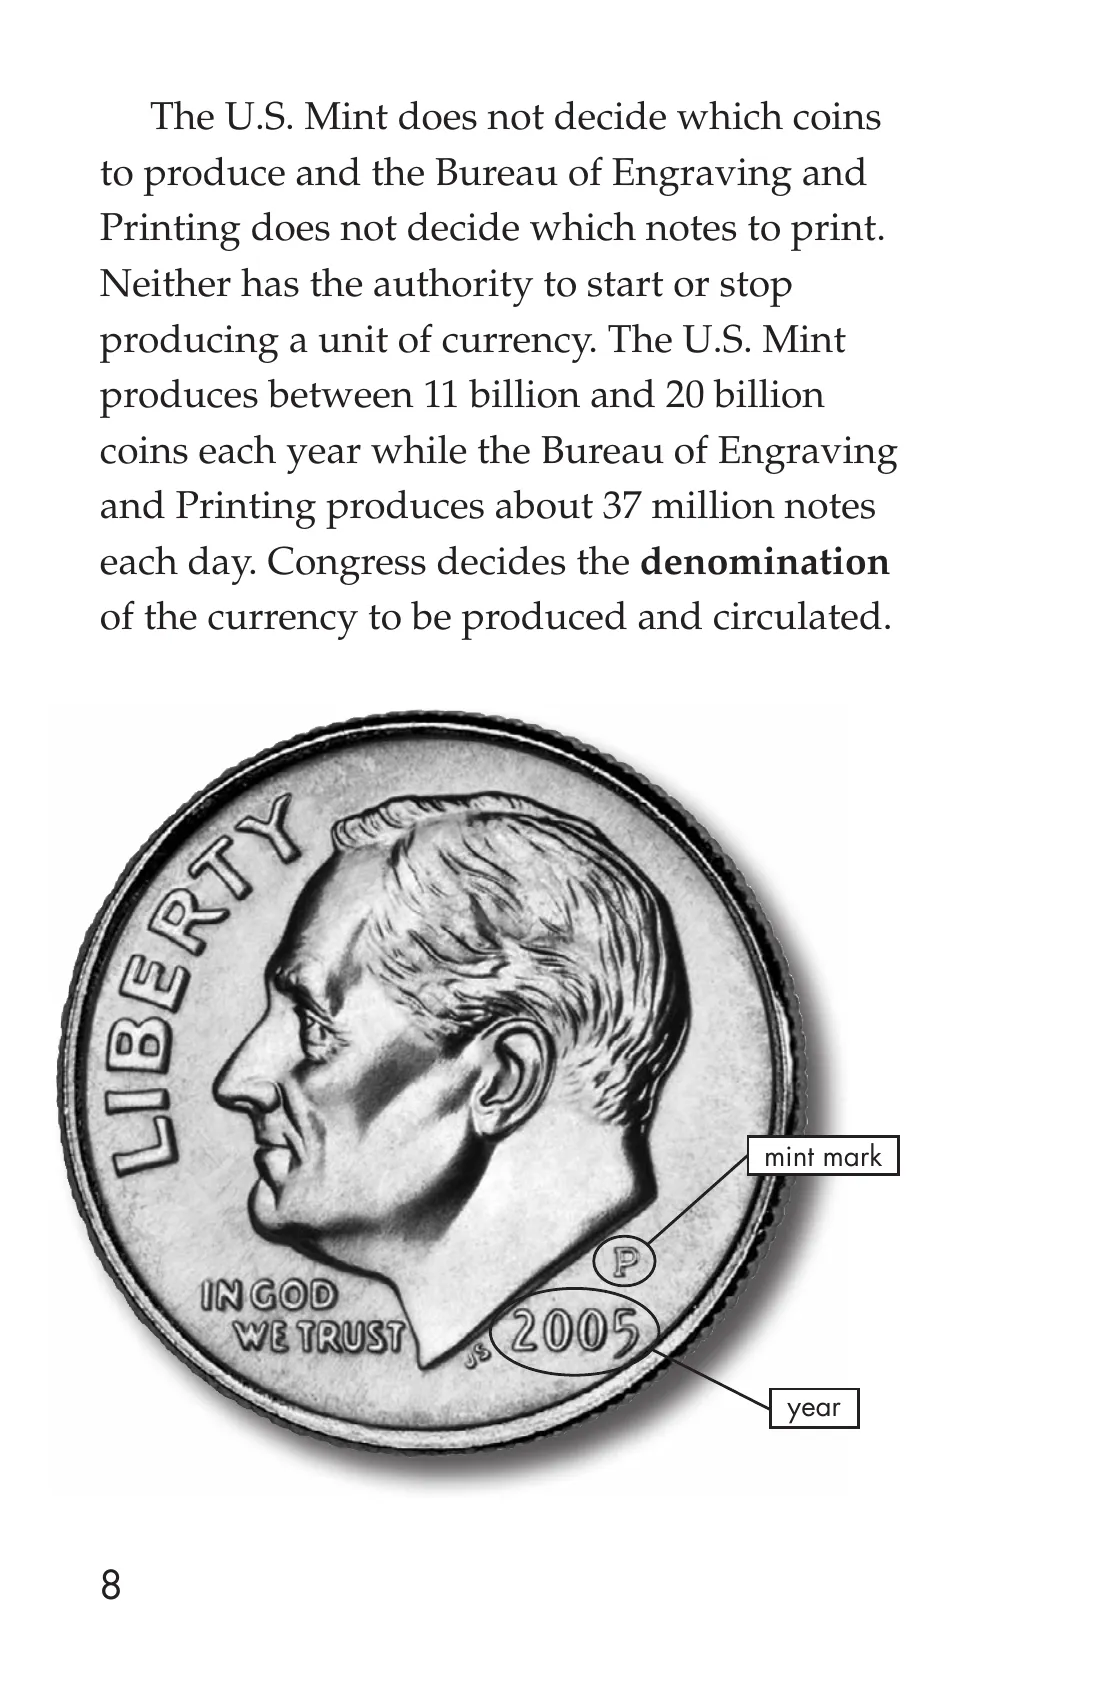 The U.S. Mint does not decide which coins
to produce and the Bureau of Engraving and
Printing does not decide which notes to print.
Neither has the authority to start or stop
producing a unit of currency. The U.S. Mint
produces between 11 billion and 20 billion
coins each year while the Bureau of Engraving
and Printing produces about 37 million notes
each day. Congress decides the denomination
of the currency to be produced and circulated.
LIBERTY
mint mark
P
IN GOD
WE TRUST
JS
2005
year
8